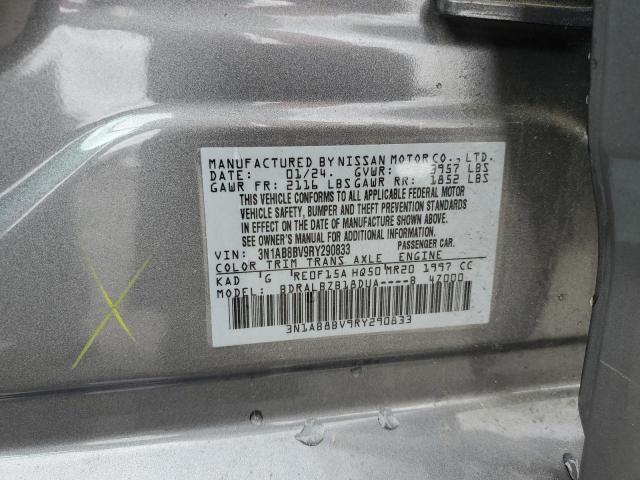 MANUFACTURED BY NISSAN MOTOR CO., LTD.
DATE: 01/24. GVWR: 3957 LBS
GAWR FR: 2116 LBS GAWR RR: 1852 LBS
THIS VEHICLE CONFORMS TO ALL APPLICABLE FEDERAL MOTOR
VEHICLE SAFETY, BUMPER AND THEFT PREVENTION STANDARDS
IN EFFECT ON THE DATE OF MANUFACTURE SHOWN ABOVE.
SEE OWNER'S MANUAL FOR ADDITIONAL INFORMATION.
VIN: 3N1AB8BV9RY290833 PASSENGER CAR.
COLOR TRIM TRANS AXLE ENGINE
KAD G RE0F15A HQ50 MR20 1997 CC
MODEL: BDRALBZB18DUA----B 47000
3N1AB8BV9RY290833